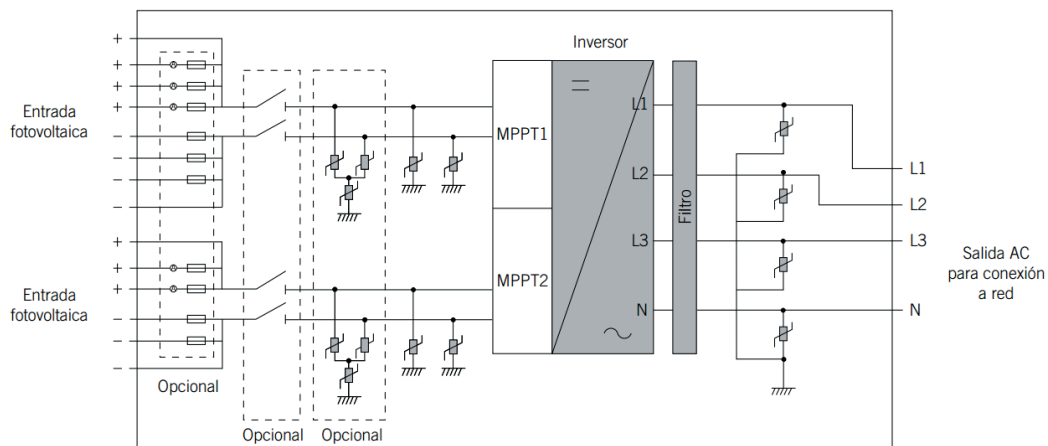 Inversor
+
+
+
+
−
−
−
−
Entrada
fotovoltaica
MPPT1
L1
L2
L3
N
Filtro
L1
L2
L3
N
Salida AC
para conexión
a red
+
+
+
−
−
−
Entrada
fotovoltaica
MPPT2
Opcional
Opcional
Opcional